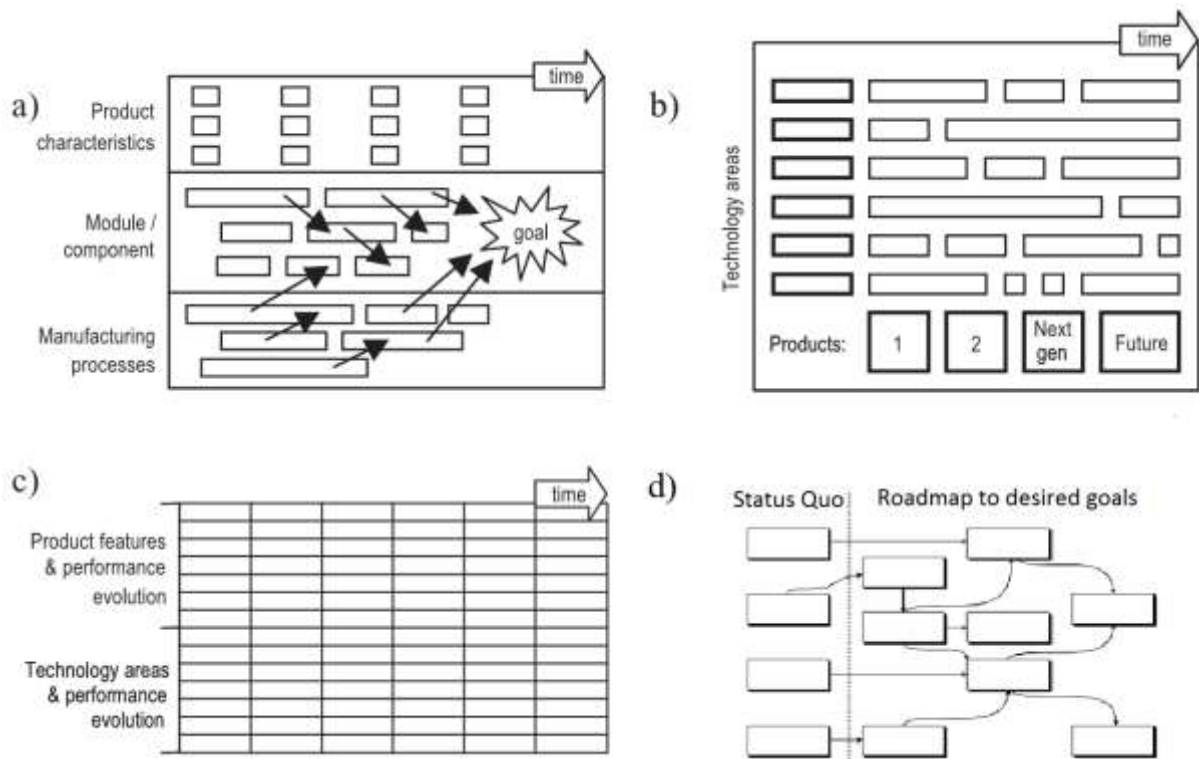 a)
time
Product
characteristics
Module /
component
goal
Manufacturing
processes
b)
time
Technology areas
Products:
1
2
Next
gen
Future
c)
time
Product features
& performance
evolution
Technology areas
& performance
evolution
d)
Status Quo
Roadmap to desired goals